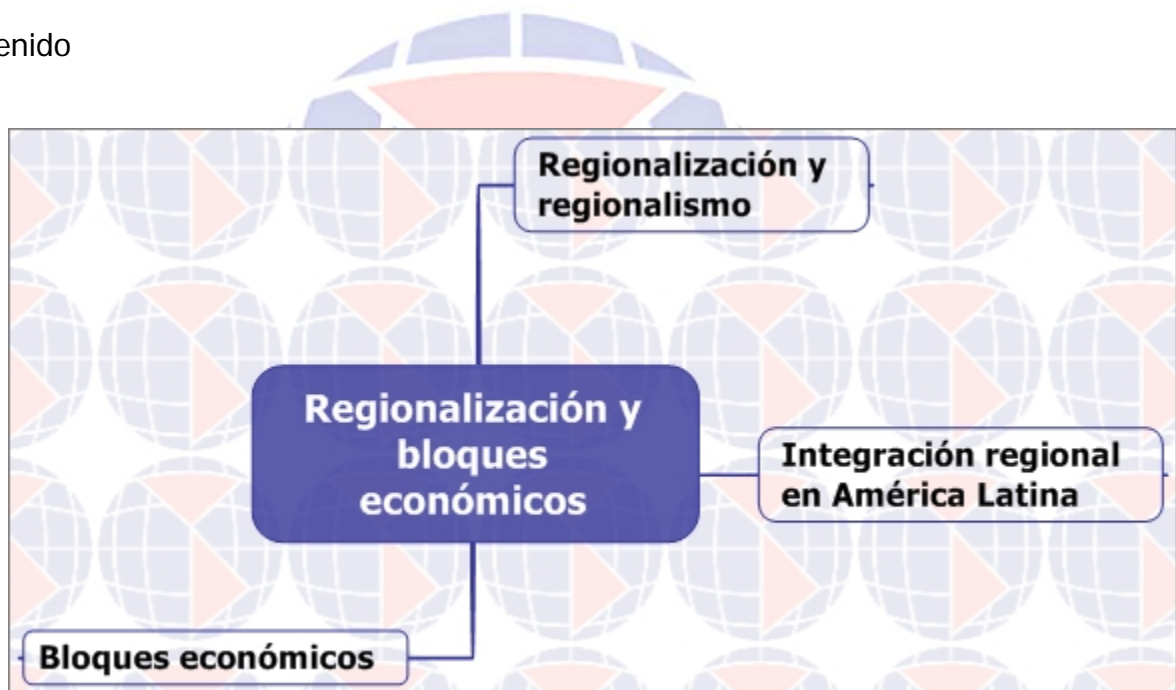 enido
Regionalización y
regionalismo
Regionalización y
bloques
económicos
Integración regional
en América Latina
Bloques económicos